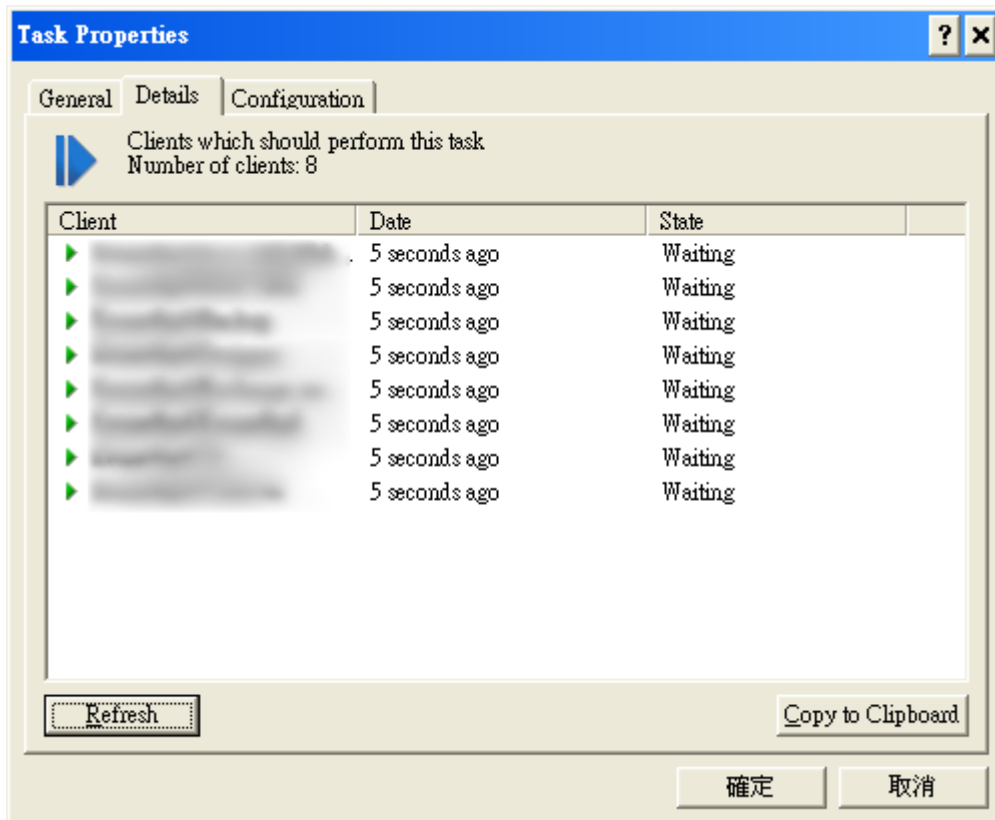 Task Properties
General Details Configuration
Clients which should perform this task
Number of clients: 8
Client Date State
5 seconds ago Waiting
5 seconds ago Waiting
5 seconds ago Waiting
5 seconds ago Waiting
5 seconds ago Waiting
5 seconds ago Waiting
5 seconds ago Waiting
5 seconds ago Waiting
Refresh Copy to Clipboard
確定 取消